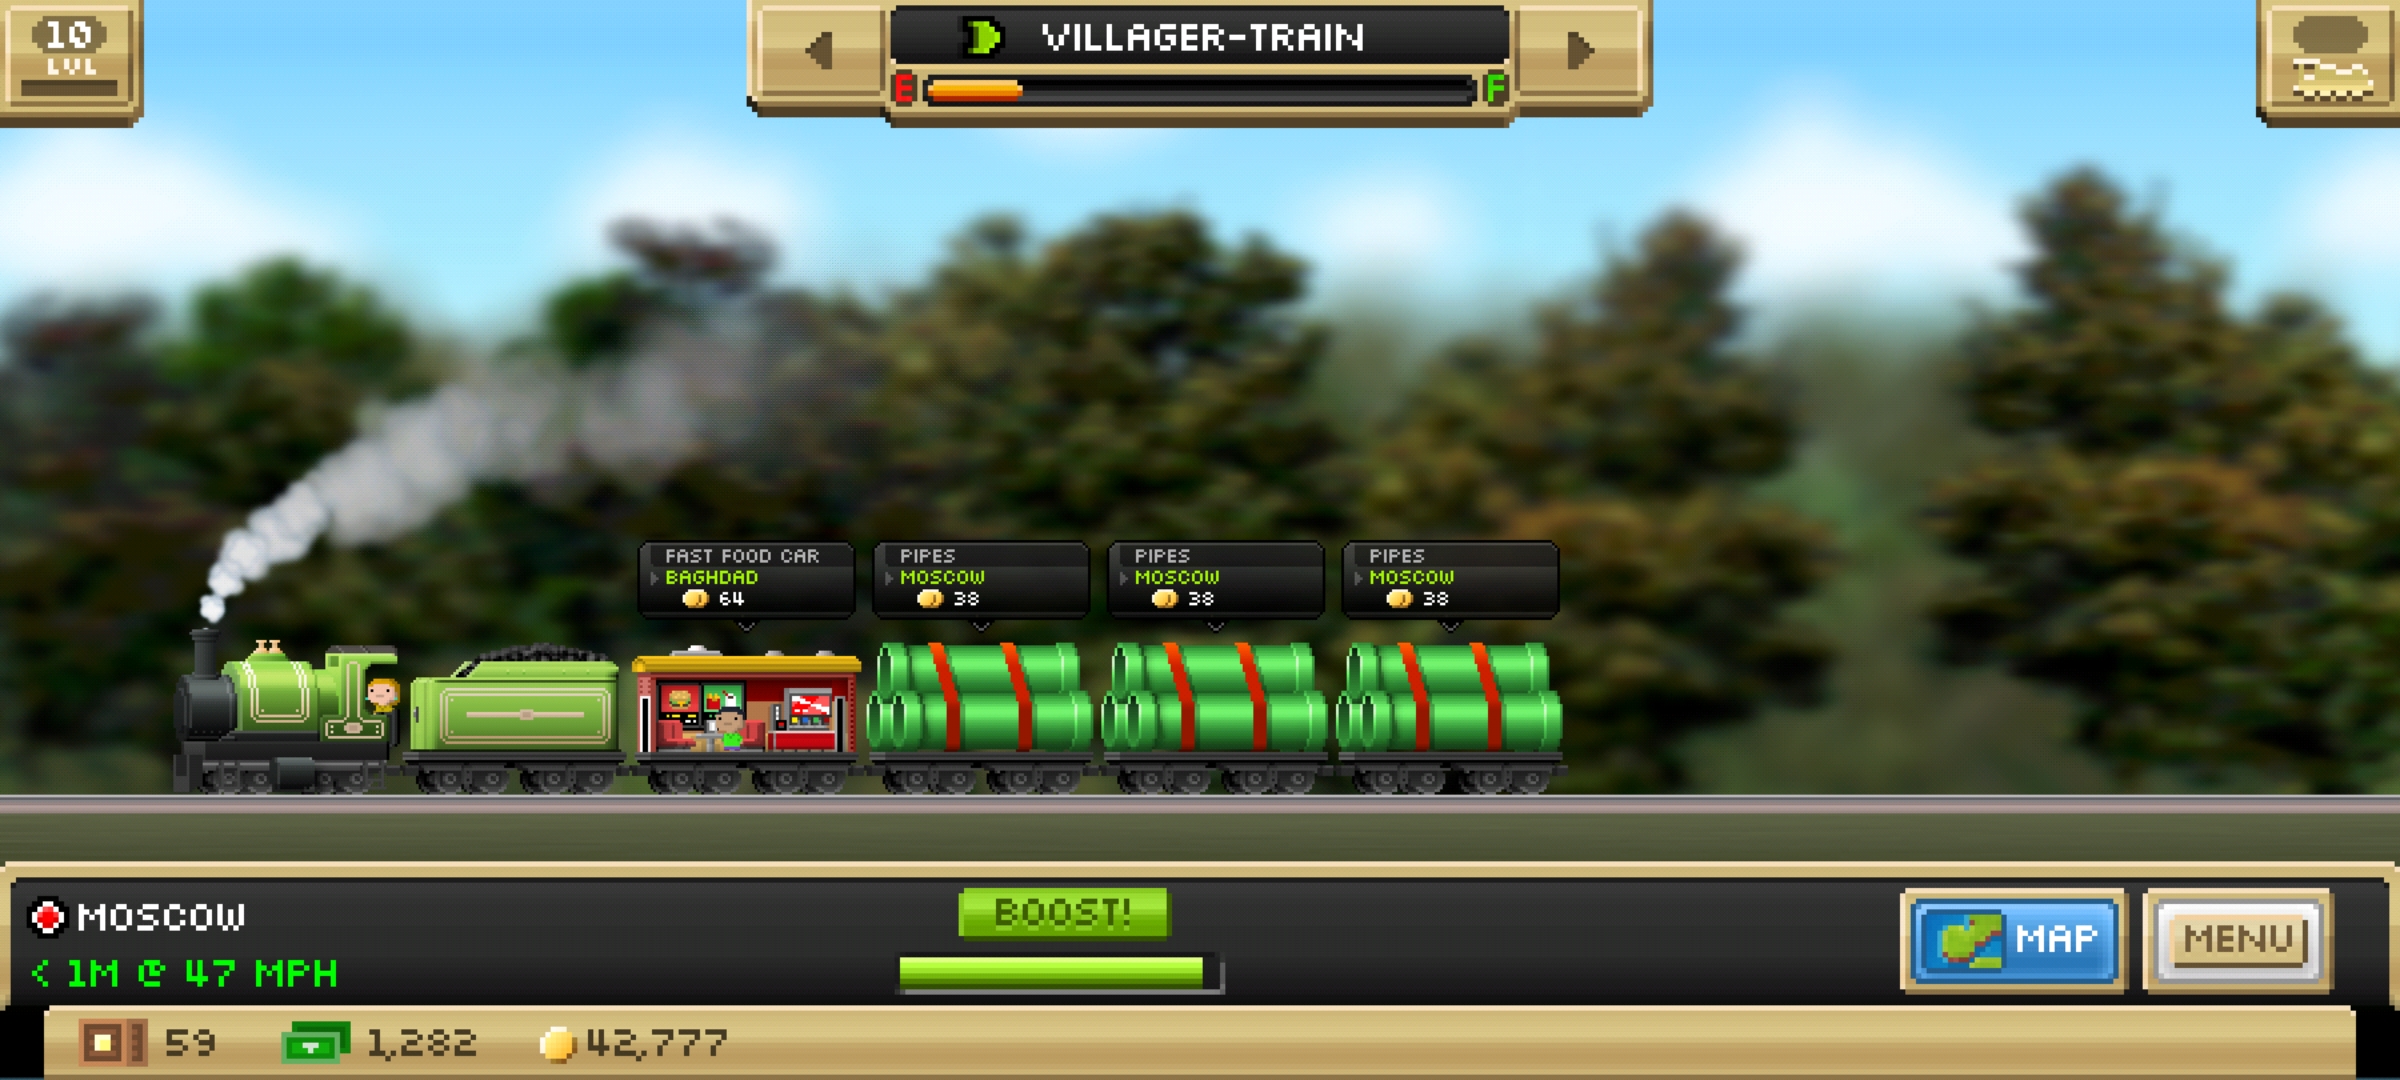 10
LVL
VILLAGER-TRAIN
E F
FAST FOOD CAR
BAGHDAD
64
PIPES
MOSCOW
38
PIPES
MOSCOW
38
PIPES
MOSCOW
38
MOSCOW
< 1M @ 47 MPH
BOOST!
MAP
MENU
59
1,282
42,777